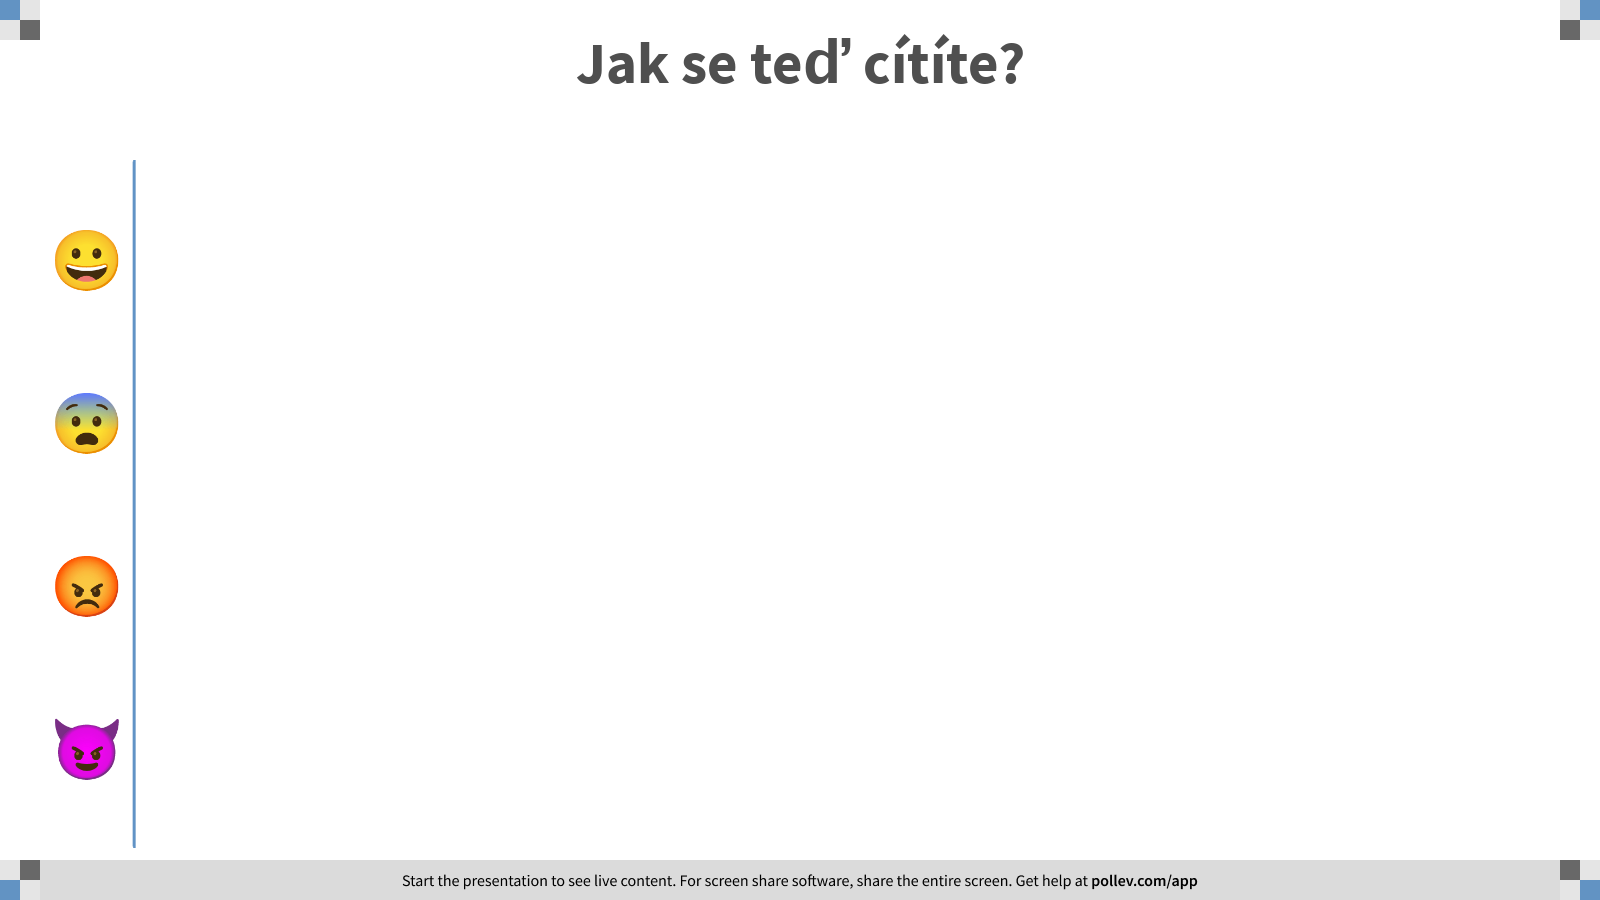 Jak se teď cítíte?
😀
😨
😡
😈
Start the presentation to see live content. For screen share software, share the entire screen. Get help at pollev.com/app